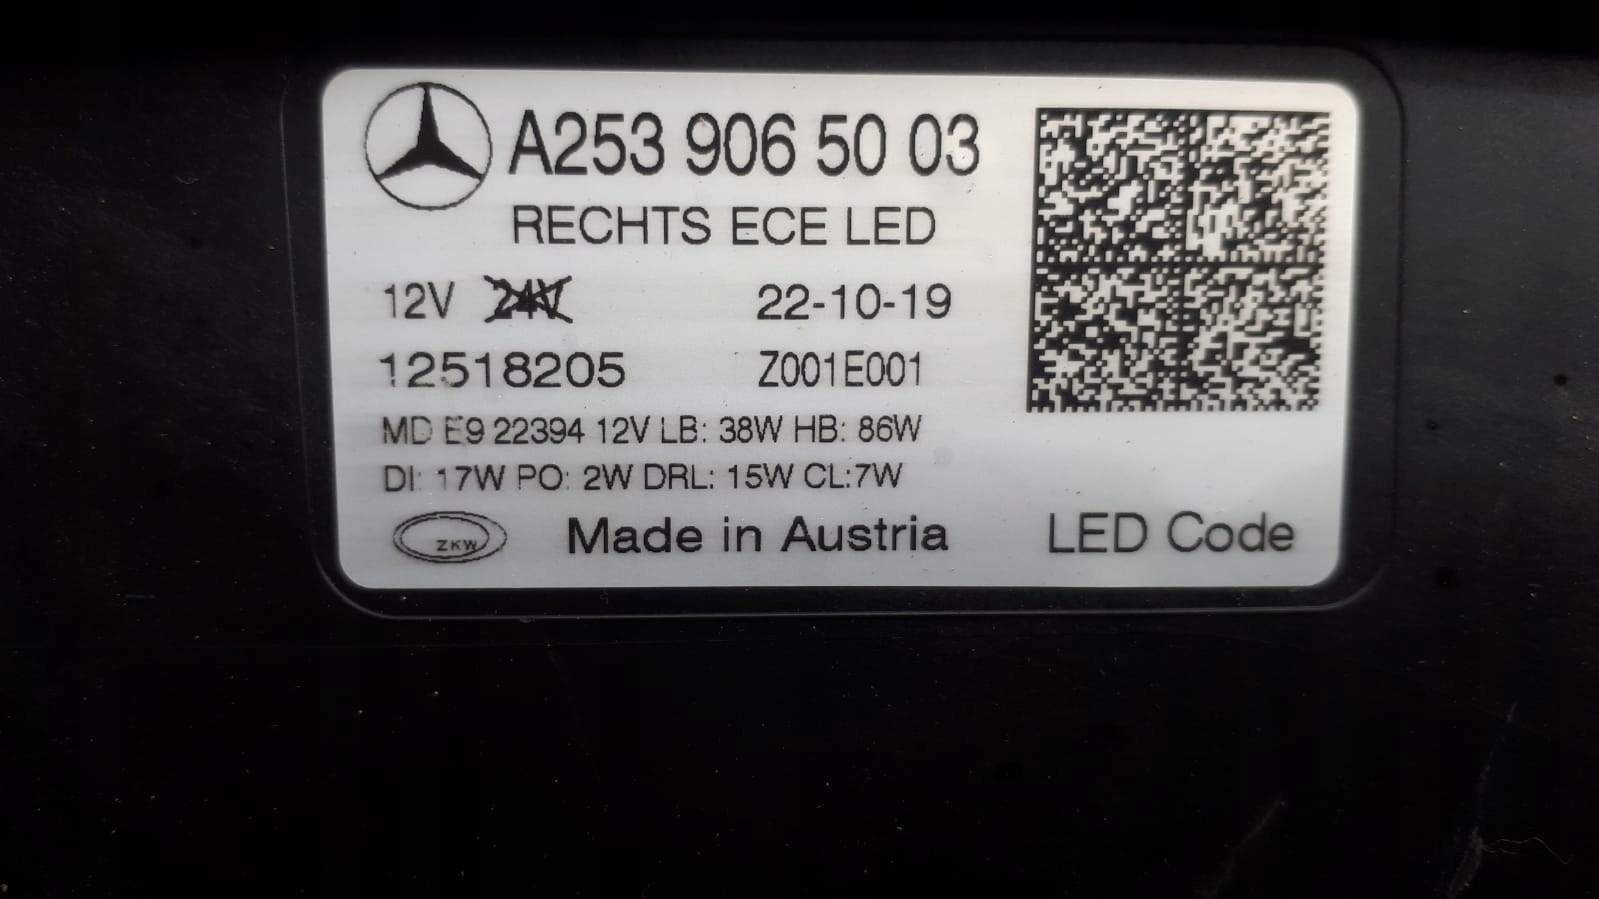 A253 906 50 03
RECHTS ECE LED
12V 24V 22-10-19
12518205 Z001E001
MD E9 22394 12V LB: 38W HB: 86W
DI: 17W PO: 2W DRL: 15W CL:7W
ZKW Made in Austria LED Code